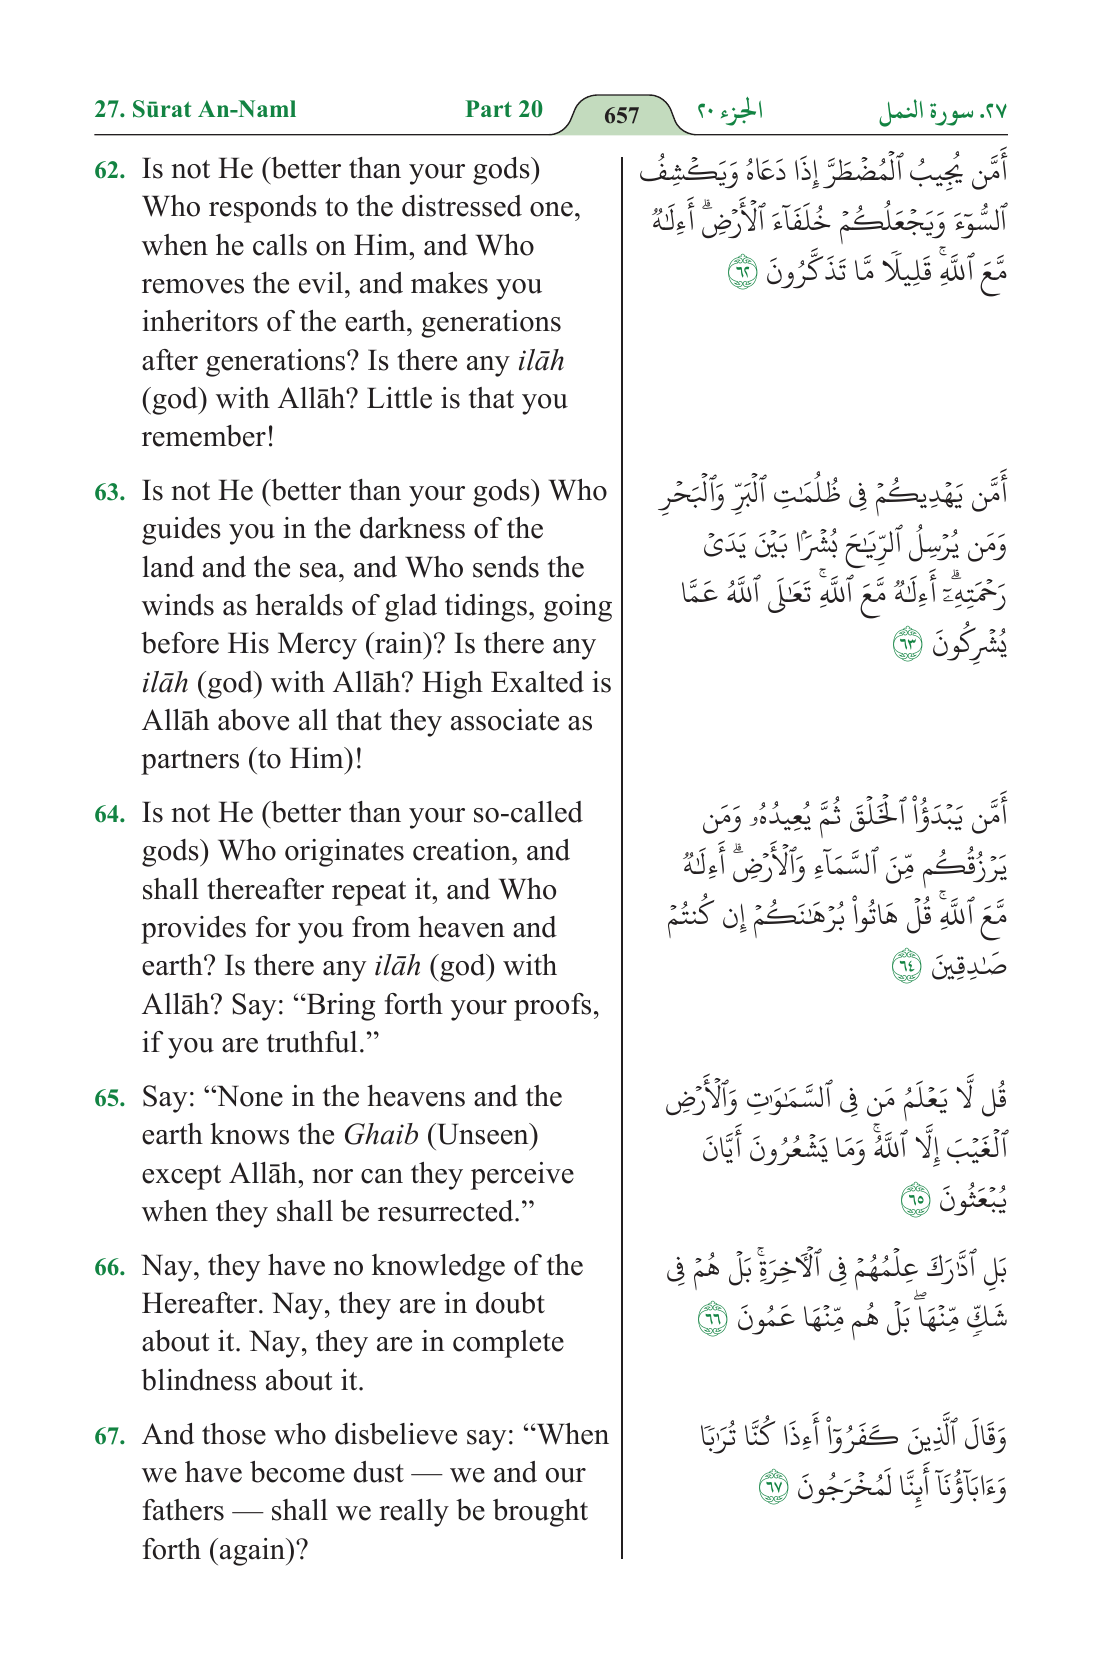 27. Sūrat An-Naml
Part 20
657
الجزء ٢٠
٢٧. سورة النمل
62. Is not He (better than your gods)
Who responds to the distressed one,
when he calls on Him, and Who
removes the evil, and makes you
inheritors of the earth, generations
after generations? Is there any ilāh
(god) with Allāh? Little is that you
remember!
63. Is not He (better than your gods) Who
guides you in the darkness of the
land and the sea, and Who sends the
winds as heralds of glad tidings, going
before His Mercy (rain)? Is there any
ilāh (god) with Allāh? High Exalted is
Allāh above all that they associate as
partners (to Him)!
64. Is not He (better than your so-called
gods) Who originates creation, and
shall thereafter repeat it, and Who
provides for you from heaven and
earth? Is there any ilāh (god) with
Allāh? Say: “Bring forth your proofs,
if you are truthful.”
65. Say: “None in the heavens and the
earth knows the Ghaib (Unseen)
except Allāh, nor can they perceive
when they shall be resurrected.”
66. Nay, they have no knowledge of the
Hereafter. Nay, they are in doubt
about it. Nay, they are in complete
blindness about it.
67. And those who disbelieve say: “When
we have become dust — we and our
fathers — shall we really be brought
forth (again)?
أَمَّن يُجِيبُ ٱلْمُضْطَرَّ إِذَا دَعَاهُ وَيَكْشِفُ
ٱلسُّوٓءَ وَيَجْعَلُكُمْ خُلَفَآءَ ٱلْأَرْضِ ۗ أَءِلَـٰهٌ
مَّعَ ٱللَّهِ ۚ قَلِيلًا مَّا تَذَكَّرُونَ ٦٢
أَمَّن يَهْدِيكُمْ فِى ظُلُمَـٰتِ ٱلْبَرِّ وَٱلْبَحْرِ
وَمَن يُرْسِلُ ٱلرِّيَـٰحَ بُشْرًۢا بَيْنَ يَدَىْ
رَحْمَتِهِۦٓ ۗ أَءِلَـٰهٌ مَّعَ ٱللَّهِ ۚ تَعَـٰلَى ٱللَّهُ عَمَّا
يُشْرِكُونَ ٦٣
أَمَّن يَبْدَؤُا۟ ٱلْخَلْقَ ثُمَّ يُعِيدُهُۥ وَمَن
يَرْزُقُكُم مِّنَ ٱلسَّمَآءِ وَٱلْأَرْضِ ۗ أَءِلَـٰهٌ
مَّعَ ٱللَّهِ ۚ قُلْ هَاتُوا۟ بُرْهَـٰنَكُمْ إِن كُنتُمْ
صَـٰدِقِينَ ٦٤
قُل لَّا يَعْلَمُ مَن فِى ٱلسَّمَـٰوَٰتِ وَٱلْأَرْضِ
ٱلْغَيْبَ إِلَّا ٱللَّهُ ۚ وَمَا يَشْعُرُونَ أَيَّانَ
يُبْعَثُونَ ٦٥
بَلِ ٱدَّٰرَكَ عِلْمُهُمْ فِى ٱلْـَٔاخِرَةِ ۚ بَلْ هُمْ فِى
شَكٍّ مِّنْهَا ۖ بَلْ هُم مِّنْهَا عَمُونَ ٦٦
وَقَالَ ٱلَّذِينَ كَفَرُوٓا۟ أَءِذَا كُنَّا تُرَٰبًا
وَءَابَآؤُنَآ أَئِنَّا لَمُخْرَجُونَ ٦٧